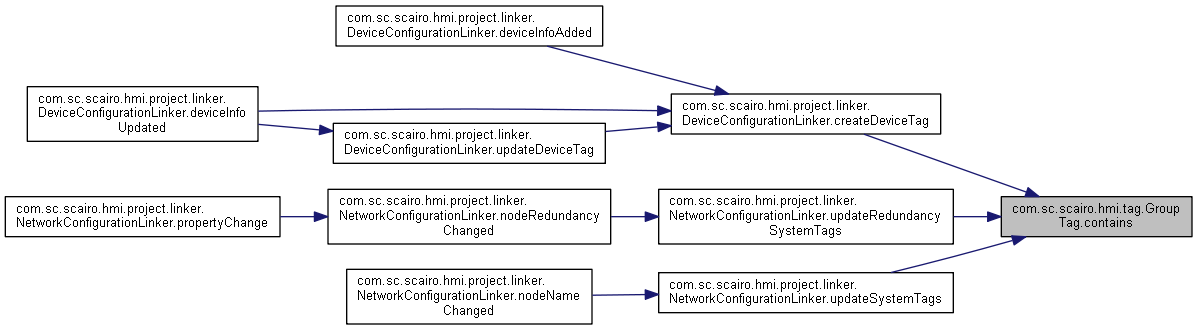 com.sc.scairo.hmi.project.linker.
DeviceConfigurationLinker.deviceInfoAdded
com.sc.scairo.hmi.project.linker.
DeviceConfigurationLinker.deviceInfo
Updated
com.sc.scairo.hmi.project.linker.
DeviceConfigurationLinker.createDeviceTag
com.sc.scairo.hmi.project.linker.
DeviceConfigurationLinker.updateDeviceTag
com.sc.scairo.hmi.project.linker.
NetworkConfigurationLinker.propertyChange
com.sc.scairo.hmi.project.linker.
NetworkConfigurationLinker.nodeRedundancy
Changed
com.sc.scairo.hmi.project.linker.
NetworkConfigurationLinker.updateRedundancy
SystemTags
com.sc.scairo.hmi.tag.Group
Tag.contains
com.sc.scairo.hmi.project.linker.
NetworkConfigurationLinker.nodeName
Changed
com.sc.scairo.hmi.project.linker.
NetworkConfigurationLinker.updateSystemTags